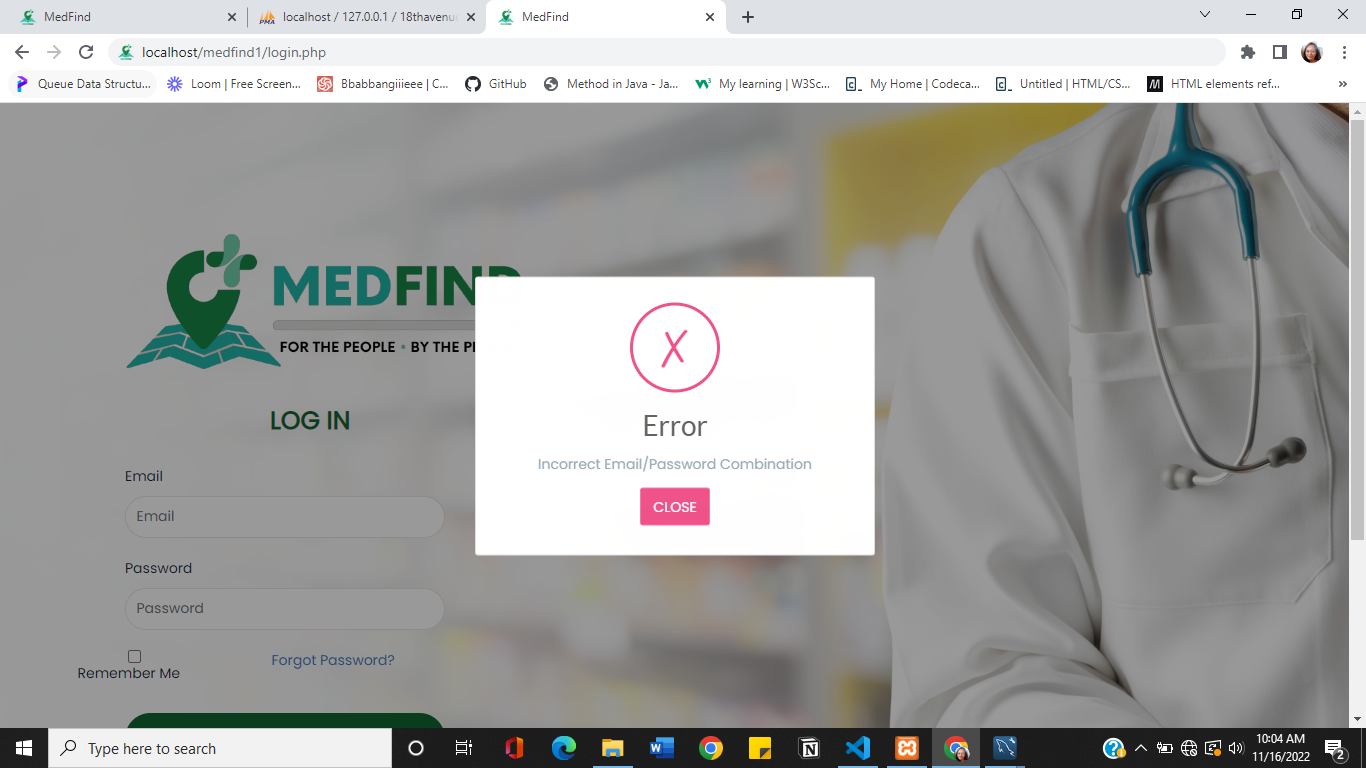 MedFind
PMA
localhost / 127.0.0.1 / 18thavenu
MedFind
localhost/medfind1/login.php
Queue Data Structu...
Loom | Free Screen...
Bbabbangiiieee | C...
GitHub
Method in Java - Ja...
My learning | W3Sc...
My Home | Codeca...
Untitled | HTML/CS...
HTML elements ref...
»
MEDFIND
FOR THE PEOPLE • BY THE PE
LOG IN
Email
Email
Password
Password
Remember Me
Forgot Password?
X
Error
Incorrect Email/Password Combination
CLOSE
Type here to search
10:04 AM
11/16/2022
2